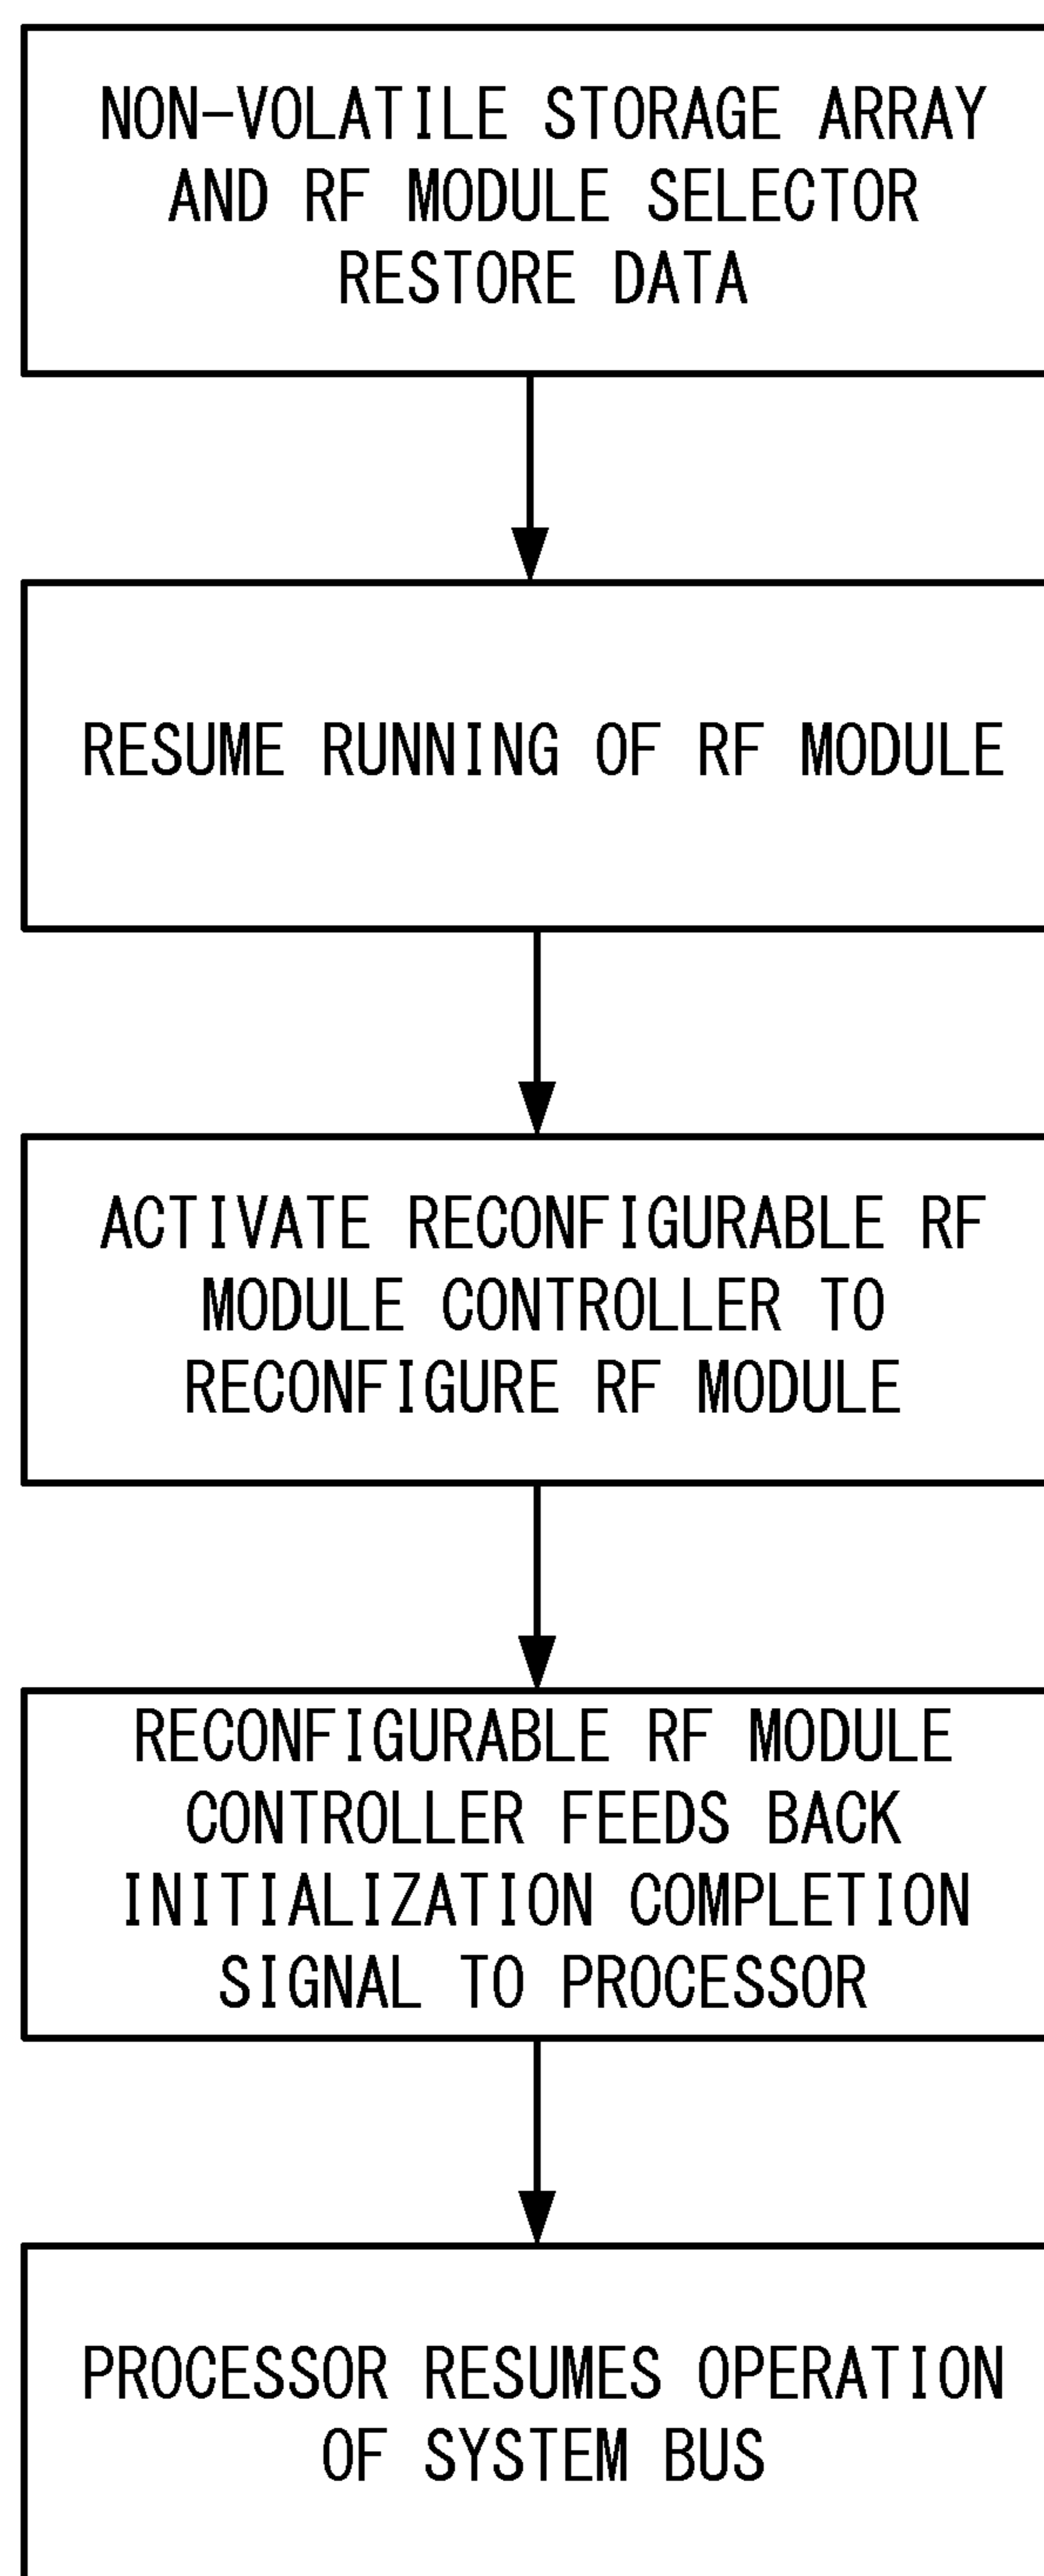 NON-VOLATILE STORAGE ARRAY
AND RF MODULE SELECTOR
RESTORE DATA
RESUME RUNNING OF RF MODULE
ACTIVATE RECONFIGURABLE RF
MODULE CONTROLLER TO
RECONFIGURE RF MODULE
RECONFIGURABLE RF MODULE
CONTROLLER FEEDS BACK
INITIALIZATION COMPLETION
SIGNAL TO PROCESSOR
PROCESSOR RESUMES OPERATION
OF SYSTEM BUS